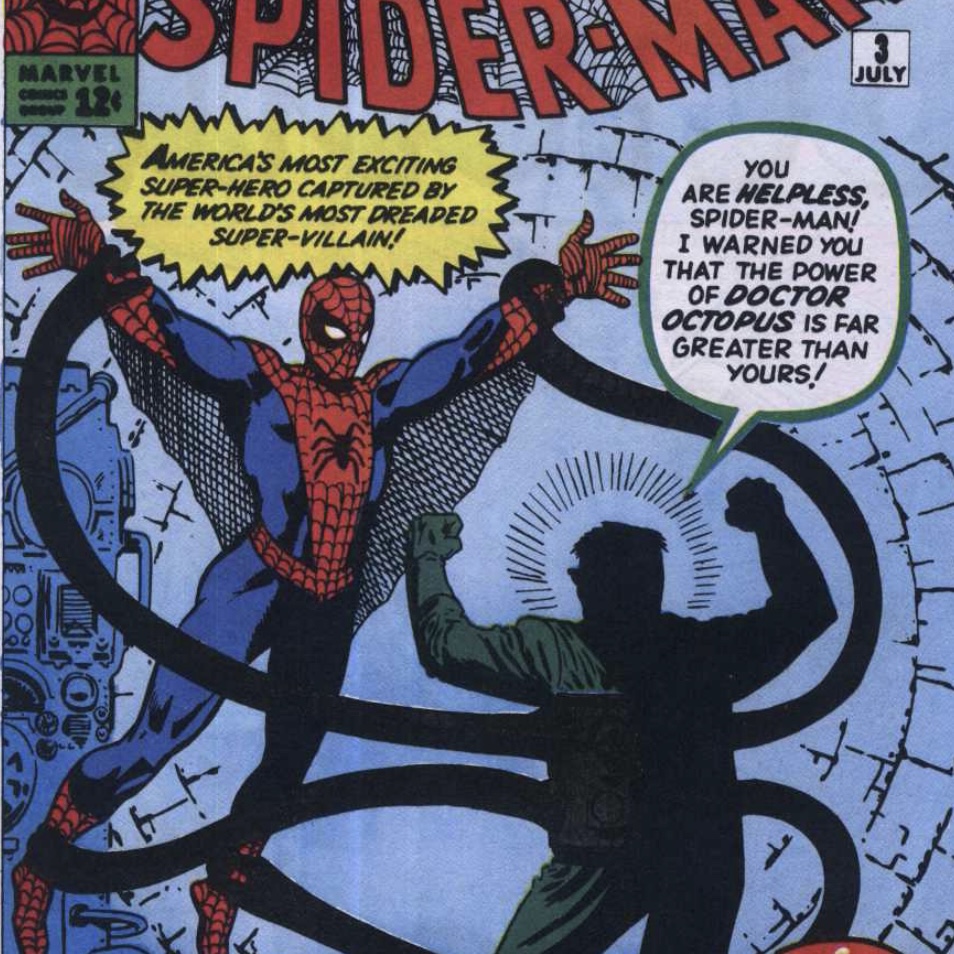 SPIDER-MAN
MARVEL
COMICS
GROUP 12¢
3
JULY
AMERICA'S MOST EXCITING
SUPER-HERO CAPTURED BY
THE WORLD'S MOST DREADED
SUPER-VILLAIN!
YOU
ARE HELPLESS,
SPIDER-MAN!
I WARNED YOU
THAT THE POWER
OF DOCTOR
OCTOPUS IS FAR
GREATER THAN
YOURS!